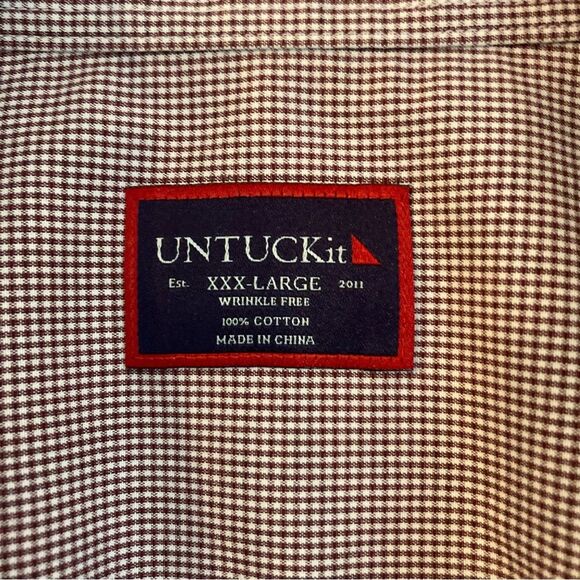 UNTUCKit
Est. XXX-LARGE 2011
WRINKLE FREE
100% COTTON
MADE IN CHINA